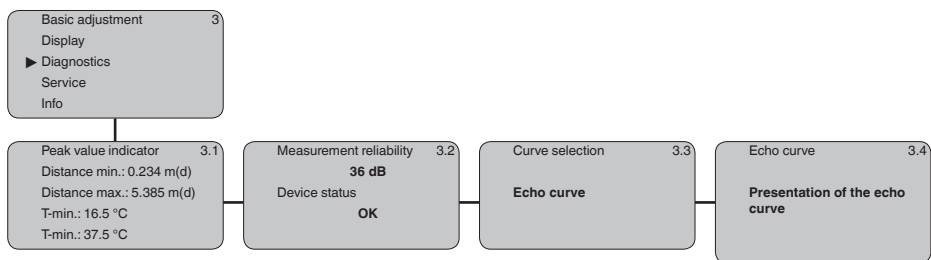 Basic adjustment 3
Display
▶ Diagnostics
Service
Info
Peak value indicator 3.1
Distance min.: 0.234 m(d)
Distance max.: 5.385 m(d)
T-min.: 16.5 °C
T-min.: 37.5 °C
Measurement reliability 3.2
36 dB
Device status
OK
Curve selection 3.3
Echo curve
Echo curve 3.4
Presentation of the echo
curve